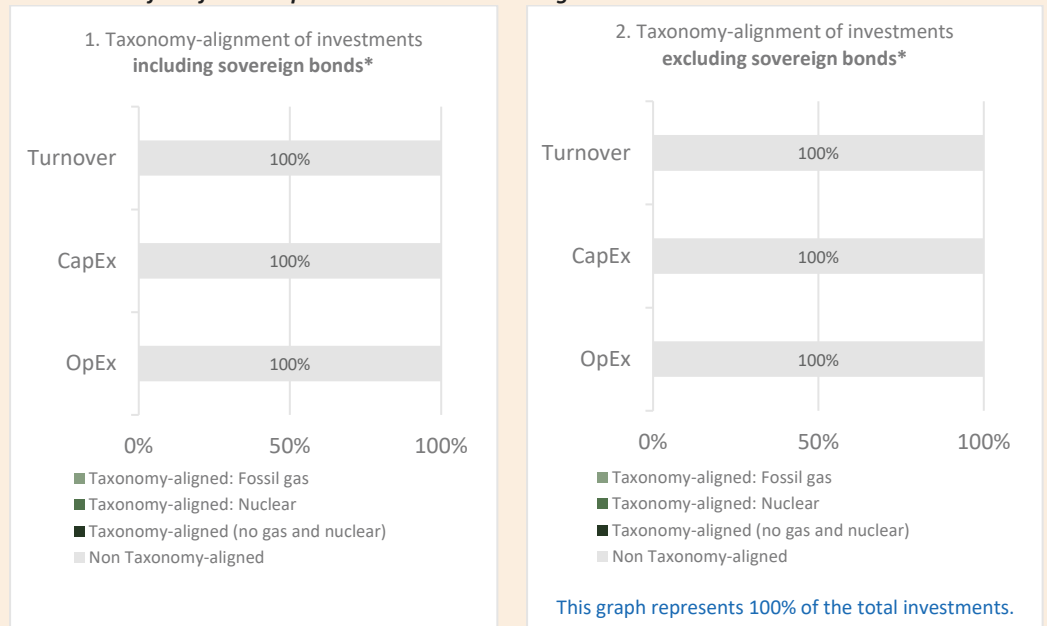 1. Taxonomy-alignment of investments
including sovereign bonds*
Turnover
100%
CapEx
100%
OpEx
100%
0% 50% 100%
Taxonomy-aligned: Fossil gas
Taxonomy-aligned: Nuclear
Taxonomy-aligned (no gas and nuclear)
Non Taxonomy-aligned
2. Taxonomy-alignment of investments
excluding sovereign bonds*
Turnover
100%
CapEx
100%
OpEx
100%
0% 50% 100%
Taxonomy-aligned: Fossil gas
Taxonomy-aligned: Nuclear
Taxonomy-aligned (no gas and nuclear)
Non Taxonomy-aligned
This graph represents 100% of the total investments.